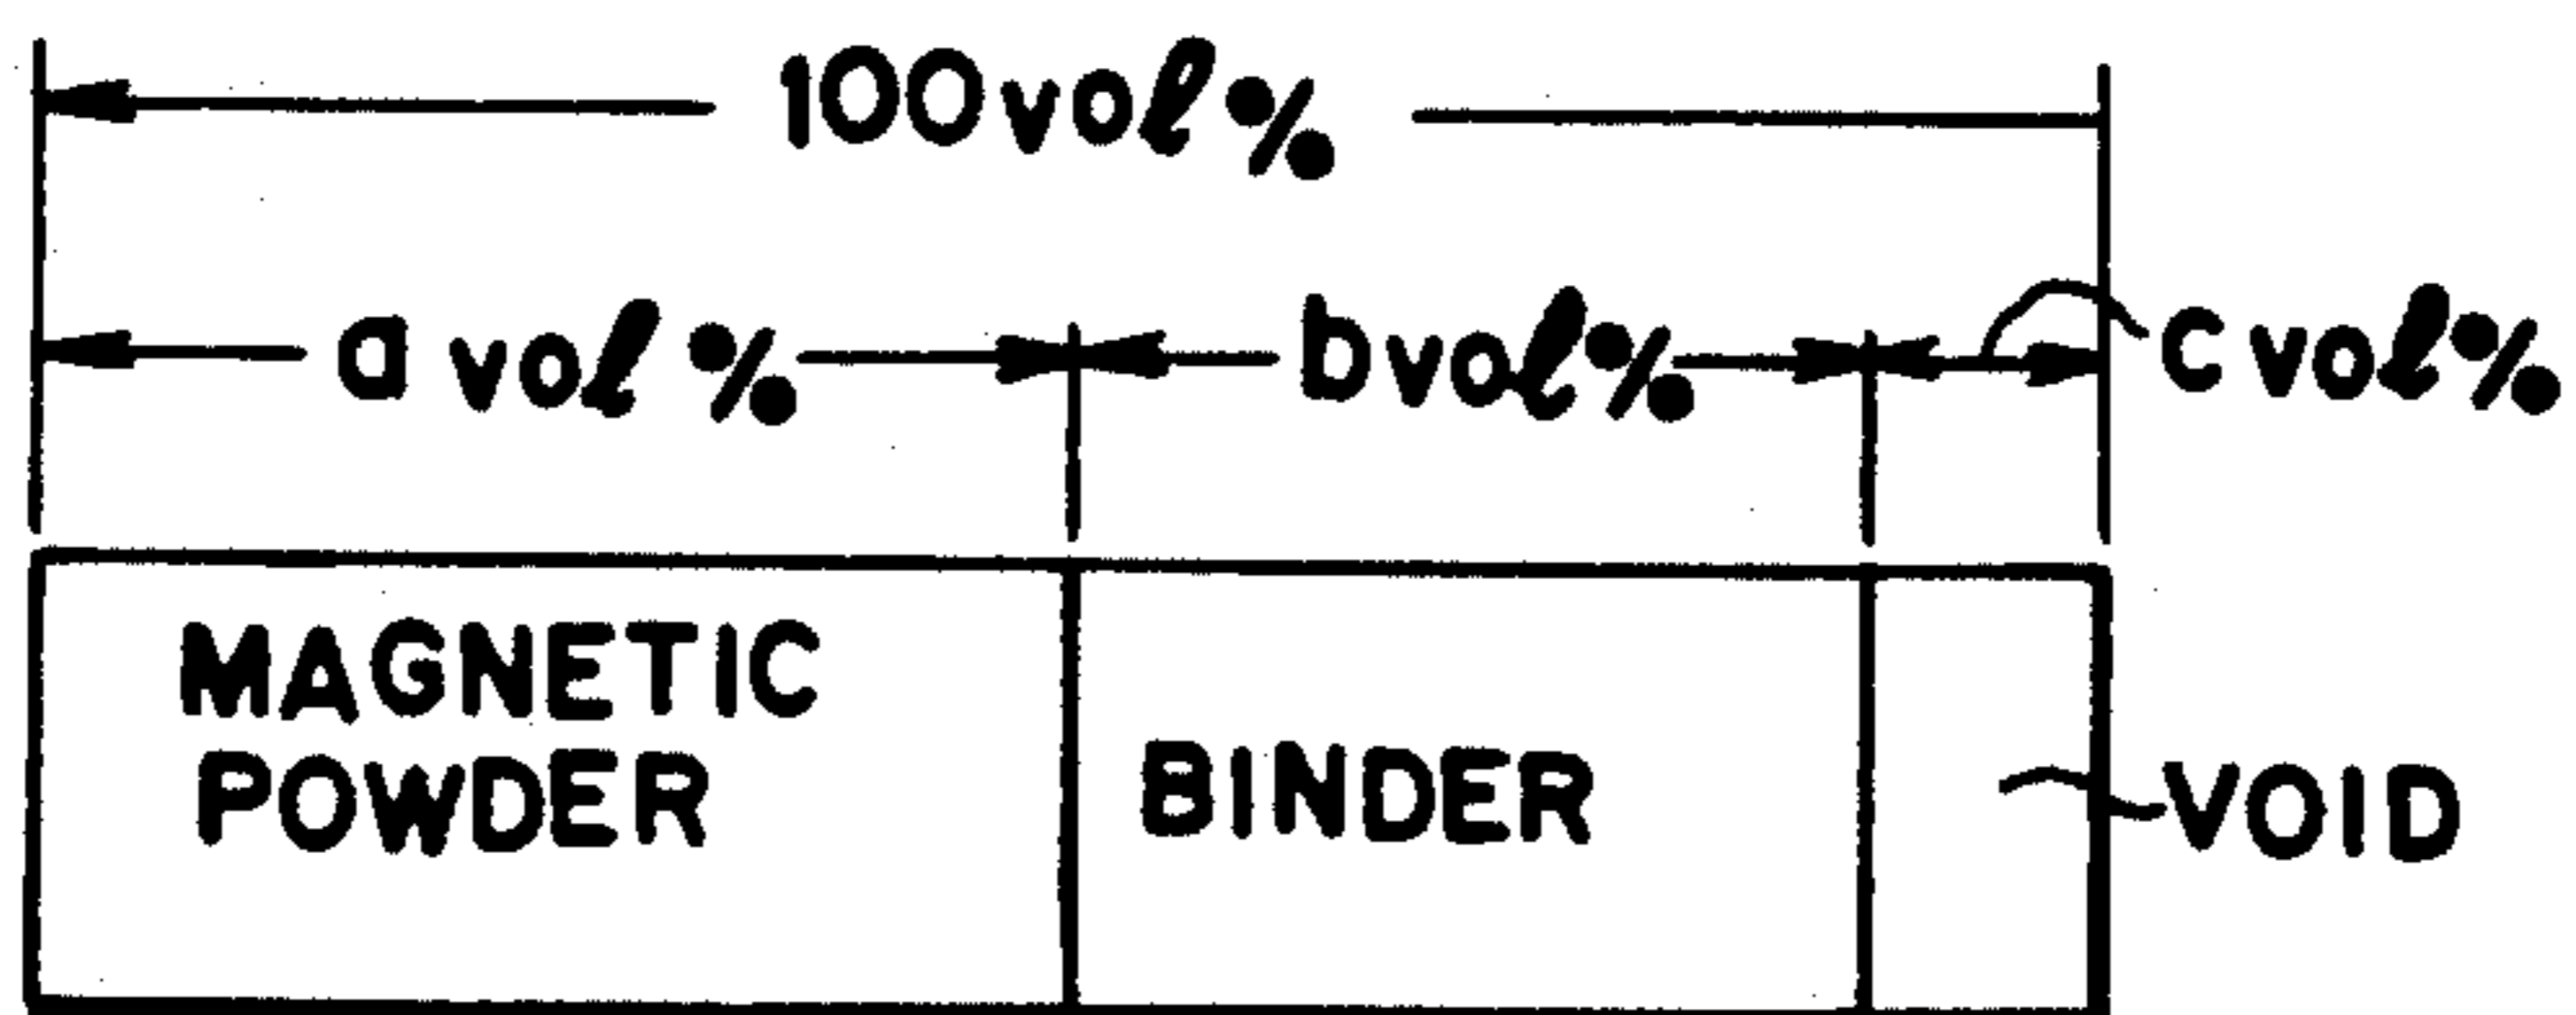 100vol%
a vol% bvol% c vol%
MAGNETIC
POWDER
BINDER
VOID